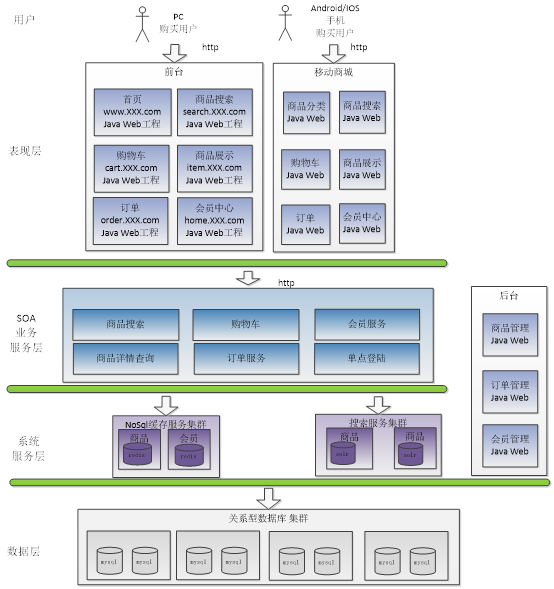 用户
PC
购买用户
Android/IOS
手机
购买用户
http
http
表现层
前台
首页
www.XXX.com
Java Web工程
商品搜索
search.XXX.com
Java Web工程
购物车
cart.XXX.com
Java Web工程
商品展示
item.XXX.com
Java Web工程
订单
order.XXX.com
Java Web工程
会员中心
home.XXX.com
Java Web工程
移动商城
商品分类
Java Web
商品搜索
Java Web
购物车
Java Web
商品展示
Java Web
订单
Java Web
会员中心
Java Web
http
SOA
业务
服务层
商品搜索
购物车
会员服务
商品详情查询
订单服务
单点登陆
后台
商品管理
Java Web
订单管理
Java Web
会员管理
Java Web
系统
服务层
NoSql缓存服务集群
商品
redis
会员
redis
搜索服务集群
商品
solr
商品
solr
数据层
关系型数据库 集群
mysql
mysql
mysql
mysql
mysql
mysql
mysql
mysql